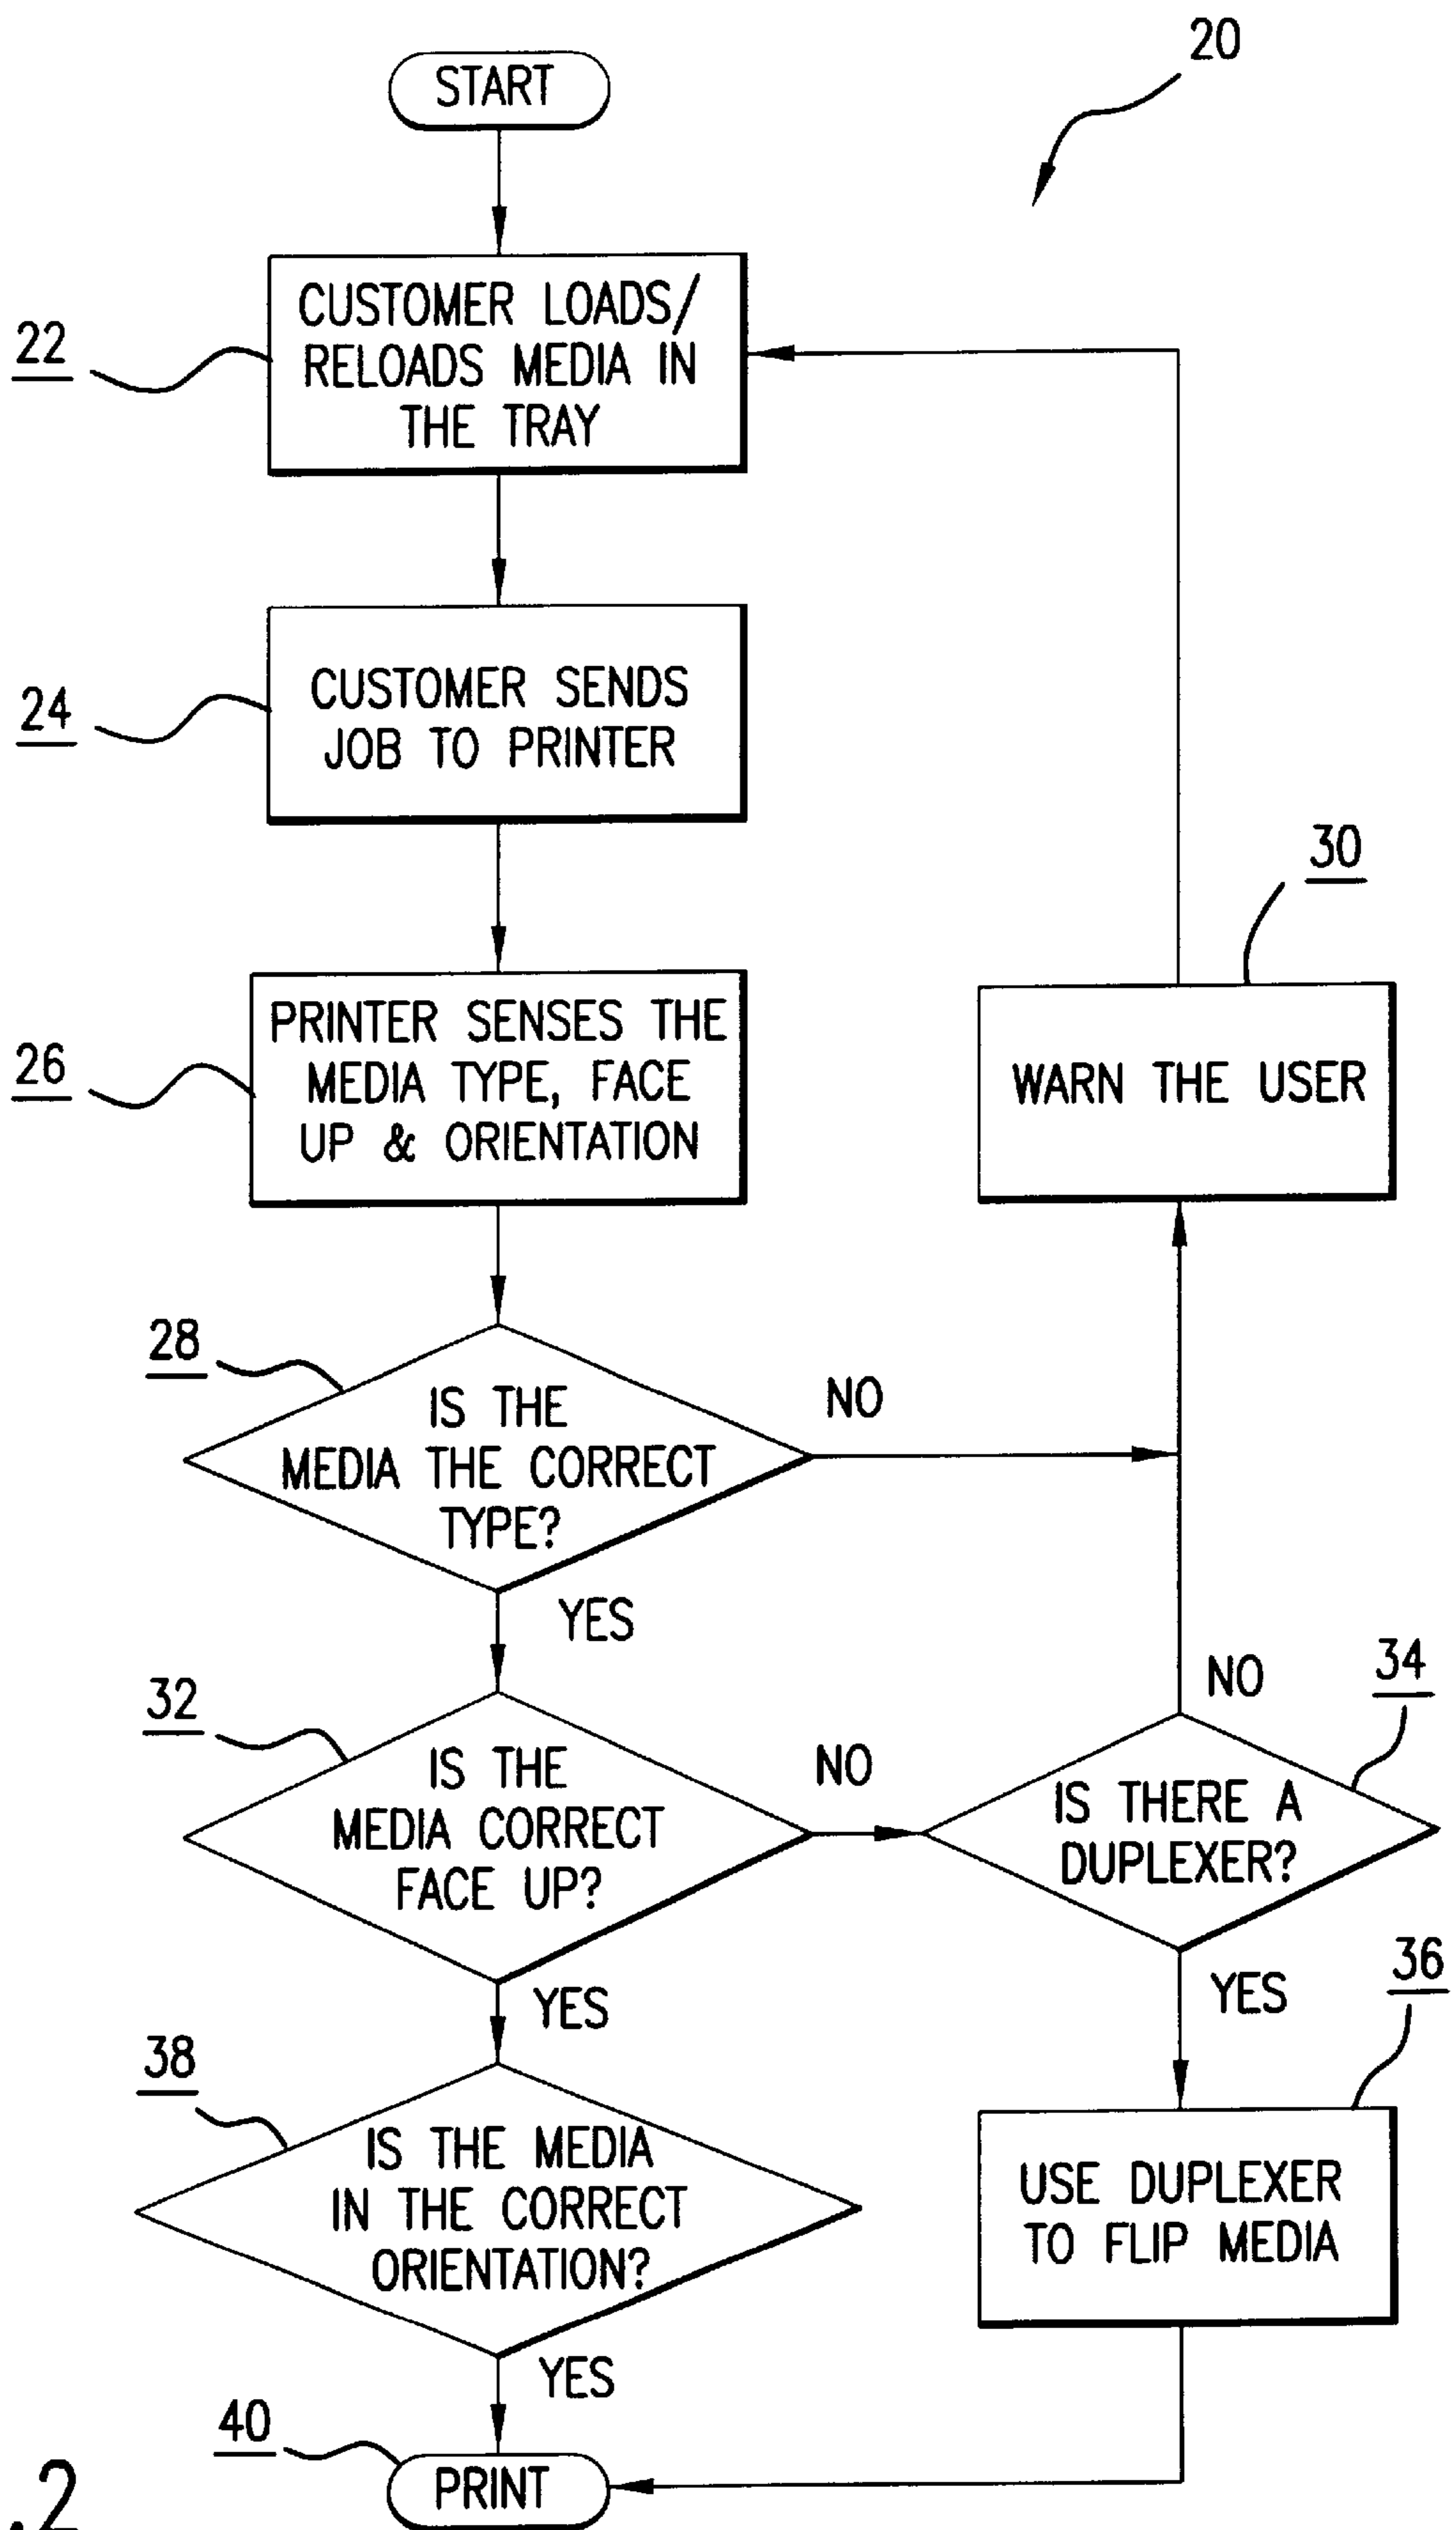 START
20
22
CUSTOMER LOADS/
RELOADS MEDIA IN
THE TRAY
24
CUSTOMER SENDS
JOB TO PRINTER
26
PRINTER SENSES THE
MEDIA TYPE, FACE
UP & ORIENTATION
30
WARN THE USER
28
IS THE
MEDIA THE CORRECT
TYPE?
NO
YES
32
IS THE
MEDIA CORRECT
FACE UP?
NO
YES
34
NO
IS THERE A
DUPLEXER?
YES
36
USE DUPLEXER
TO FLIP MEDIA
38
IS THE MEDIA
IN THE CORRECT
ORIENTATION?
YES
40
PRINT
.2